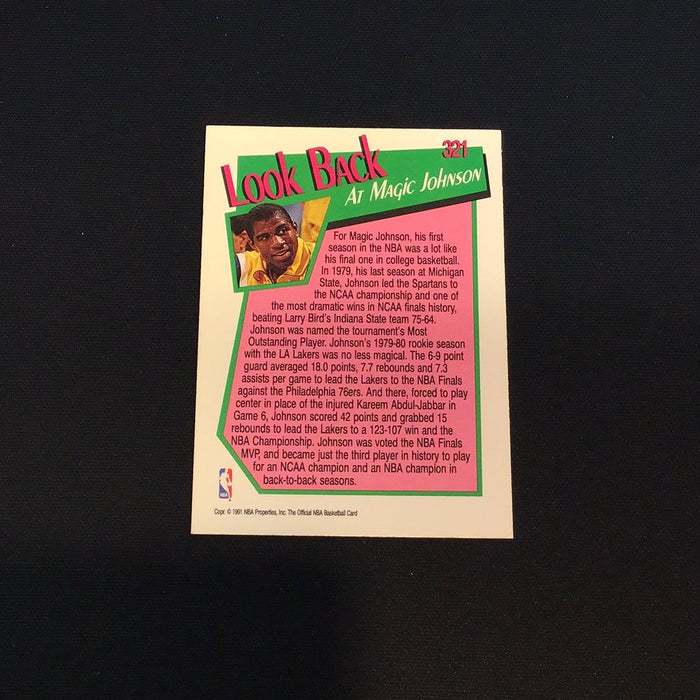 Look Back
321
At Magic Johnson
For Magic Johnson, his first
season in the NBA was a lot like
his final one in college basketball.
In 1979, his last season at Michigan
State, Johnson led the Spartans to
the NCAA championship and one of
the most dramatic wins in NCAA finals history,
beating Larry Bird's Indiana State team 75-64.
Johnson was named the tournament's Most
Outstanding Player. Johnson's 1979-80 rookie season
with the LA Lakers was no less magical. The 6-9 point
guard averaged 18.0 points, 7.7 rebounds and 7.3
assists per game to lead the Lakers to the NBA Finals
against the Philadelphia 76ers. And there, forced to play
center in place of the injured Kareem Abdul-Jabbar in
Game 6, Johnson scored 42 points and grabbed 15
rebounds to lead the Lakers to a 123-107 win and the
NBA Championship. Johnson was voted the NBA Finals
MVP, and became just the third player in history to play
for an NCAA champion and an NBA champion in
back-to-back seasons.
NBA
Copr. © 1991 NBA Properties, Inc. The Official NBA Basketball Card